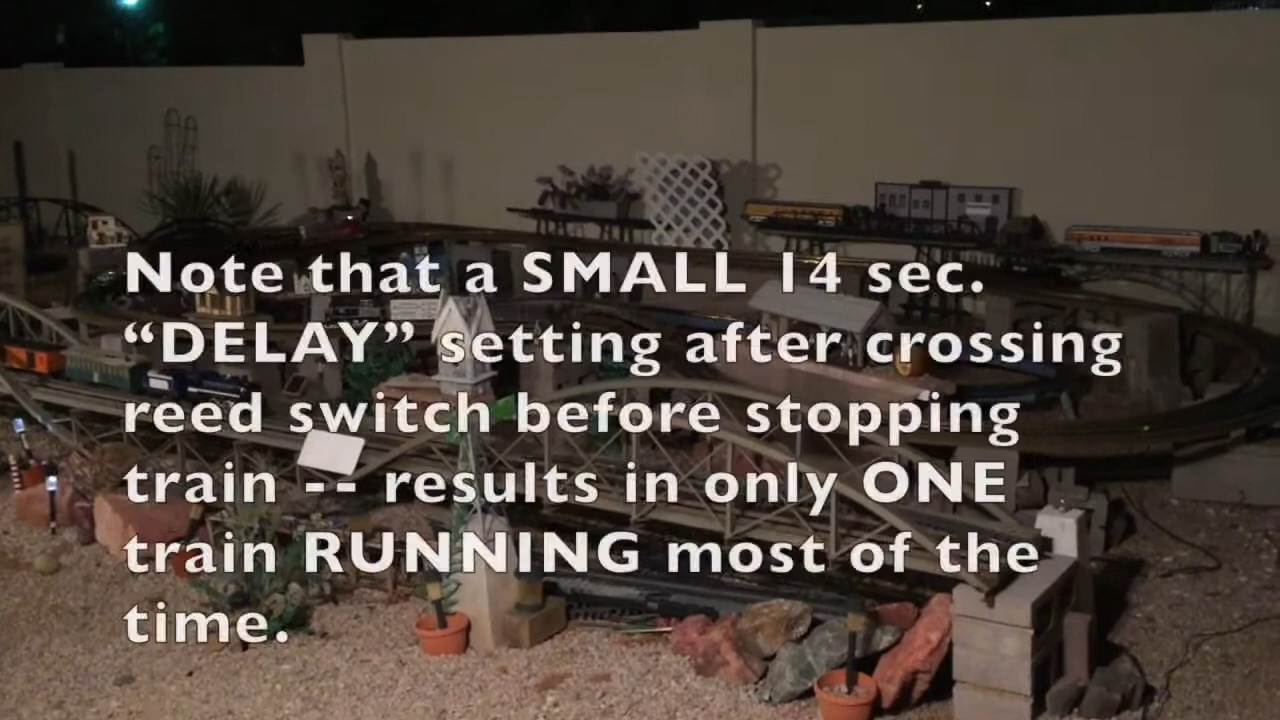 Note that a SMALL 14 sec.
“DELAY” setting after crossing
reed switch before stopping
train -- results in only ONE
train RUNNING most of the
time.